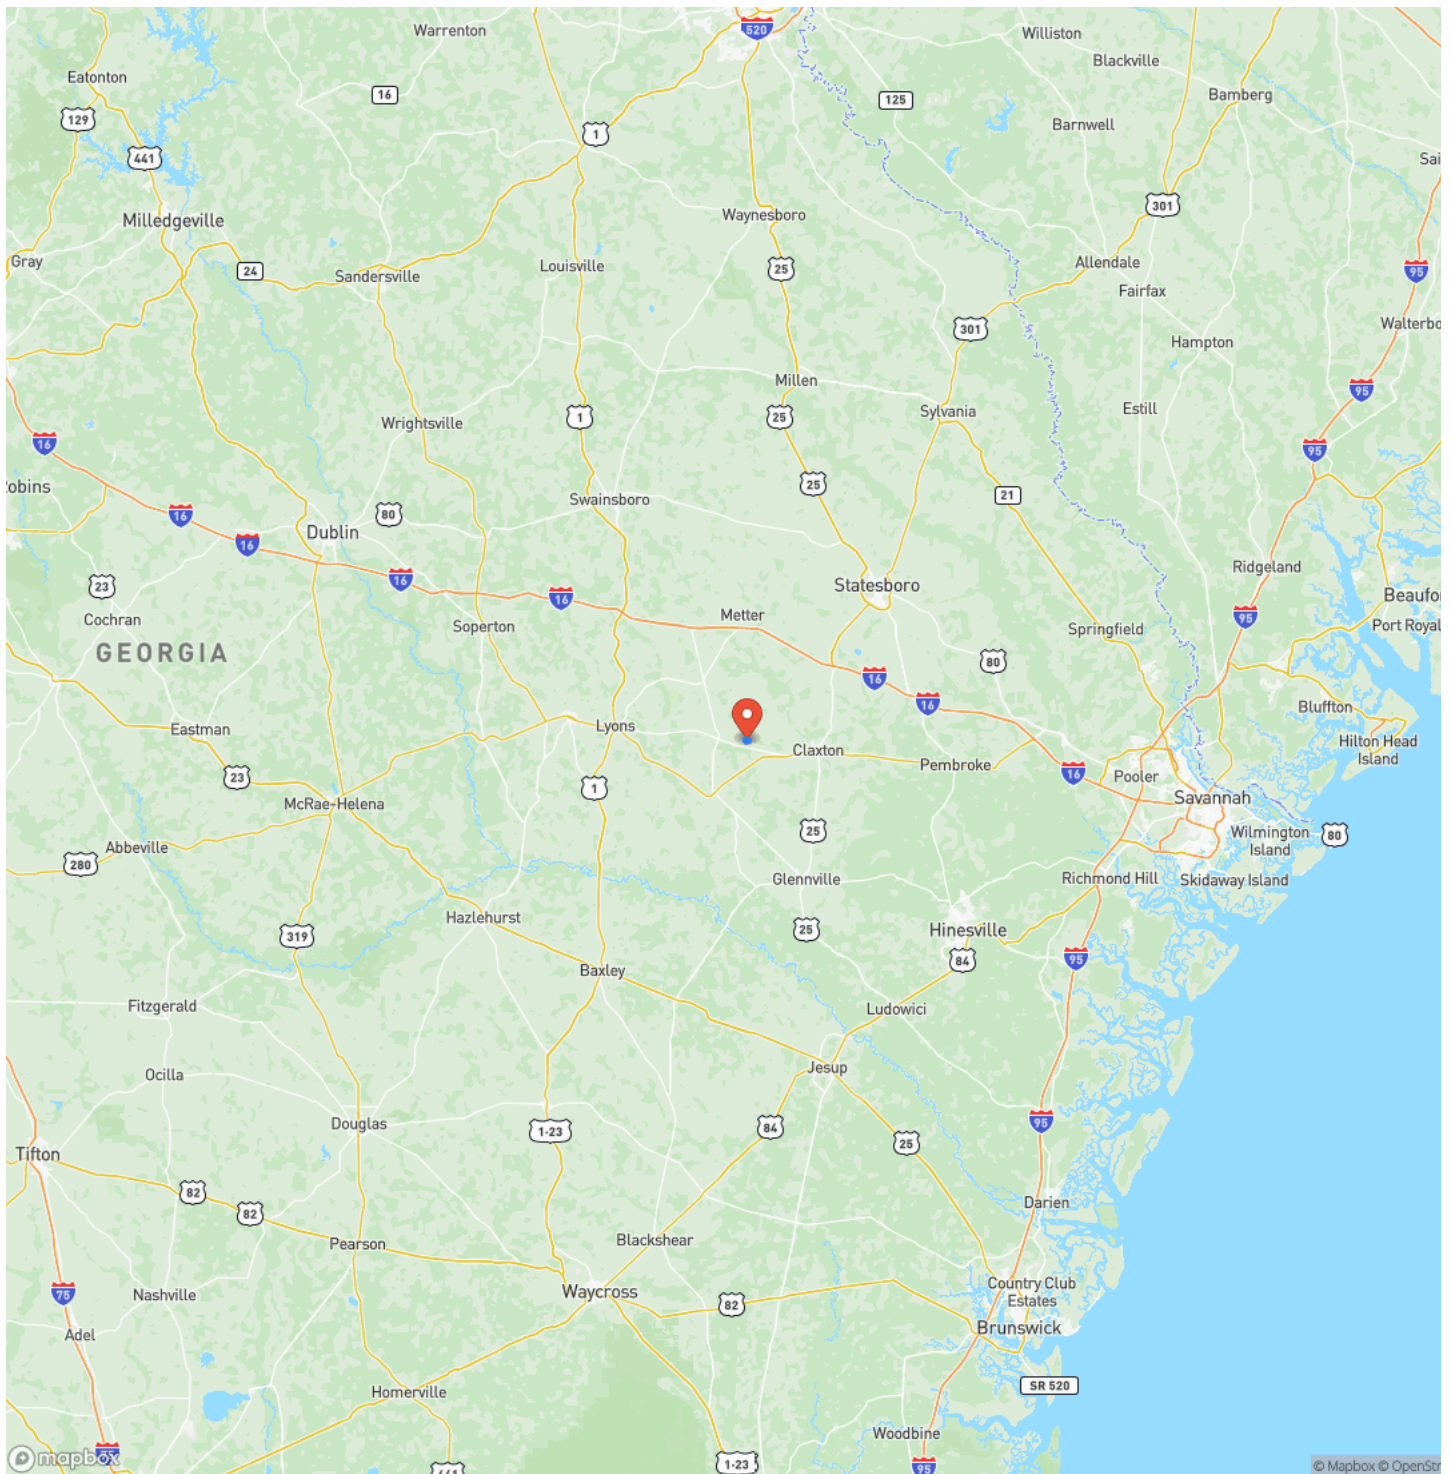 Warrenton
520
Williston
Blackville
Eatonton
16
125
Bamberg
129
1
Barnwell
441
Sai
301
Milledgeville
Waynesboro
Gray
24
Sandersville
Louisville
25
Allendale
95
Fairfax
301
Walterbo
Hampton
Millen
95
Wrightsville
1
25
Sylvania
Estill
16
95
obins
25
Swainsboro
21
16
80
Dublin
16
Ridgeland
16
Statesboro
23
16
Beaufo
Cochran
Metter
95
Soperton
Springfield
Port Royal
GEORGIA
80
16
16
Bluffton
Eastman
Lyons
Claxton
Hilton Head
Island
23
Pembroke
16
Pooler
1
McRae-Helena
Savannah
25
Wilmington
Island
80
Abbeville
280
Glennville
Richmond Hill
Skidaway Island
Hazlehurst
319
25
Hinesville
84
95
Baxley
Fitzgerald
Ludowici
Ocilla
Jesup
Douglas
1-23
84
95
25
Tifton
82
82
Darien
Pearson
Blackshear
75
Nashville
Waycross
82
Country Club
Estates
Adel
Brunswick
Homerville
SR 520
Woodbine
mapbox
441
1-23
95
© Mapbox © OpenStr